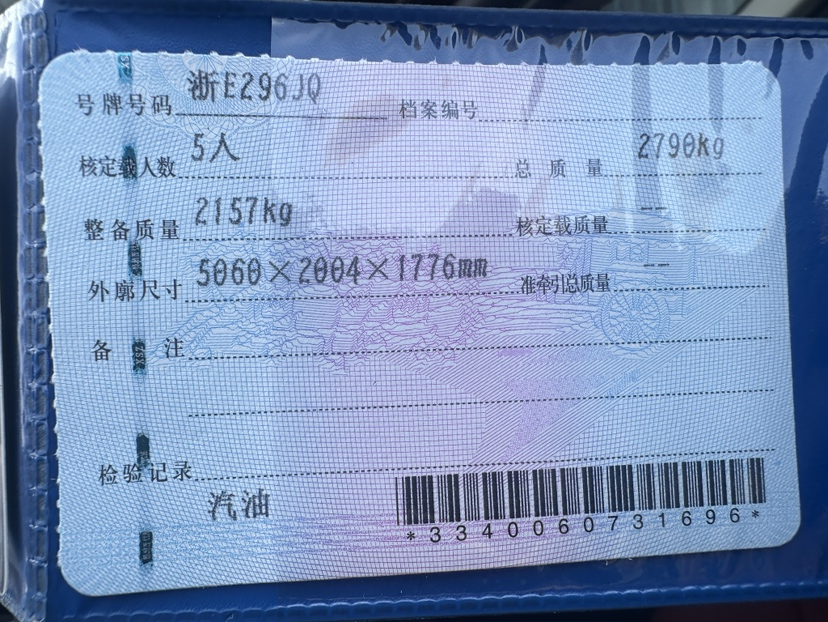 号牌号码 浙E296JQ 档案编号
核定载人数 5人 总质量 2790kg
整备质量 2157kg 核定载质量 --
外廓尺寸 5060×2004×1776mm 准牵引总质量 --
备注
检验记录
汽油
*3340060731696*